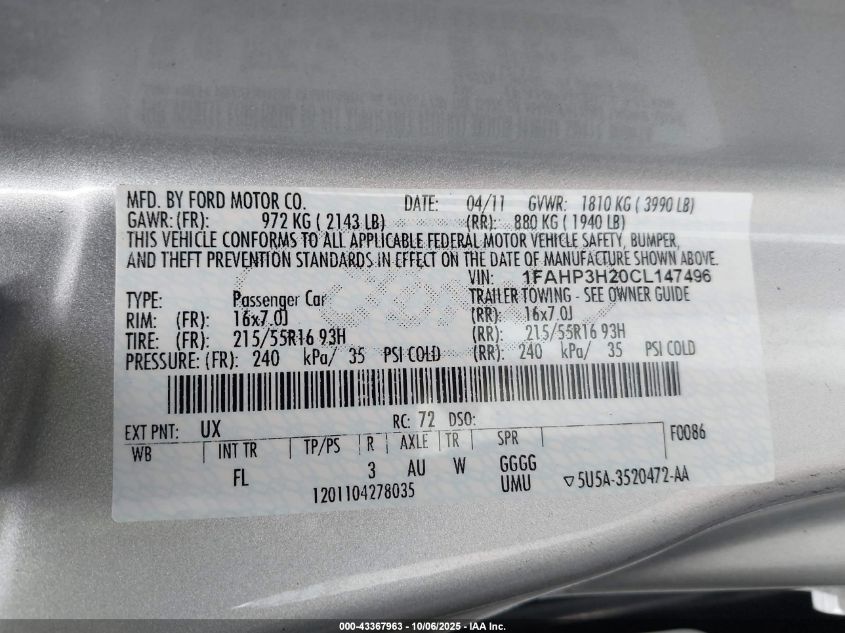 MFD. BY FORD MOTOR CO. DATE: 04/11 GVWR: 1810 KG ( 3990 LB)
GAWR: (FR): 972 KG ( 2143 LB) (RR): 880 KG ( 1940 LB)
THIS VEHICLE CONFORMS TO ALL APPLICABLE FEDERAL MOTOR VEHICLE SAFETY, BUMPER,
AND THEFT PREVENTION STANDARDS IN EFFECT ON THE DATE OF MANUFACTURE SHOWN ABOVE.
VIN: 1FAHP3H20CL147496
TYPE: Passenger Car TRAILER TOWING - SEE OWNER GUIDE
RIM: (FR): 16x7.0J (RR): 16x7.0J
TIRE: (FR): 215/55R16 93H (RR): 215/55R16 93H
PRESSURE: (FR): 240 kPa/ 35 PSI COLD (RR): 240 kPa/ 35 PSI COLD
EXT PNT: UX RC: 72 DSO: F0086
WB INT TR TP/PS R AXLE TR SPR
FL 3 AU W GGGG
1201104278035 UMU ▽5U5A-3520472-AA
000-43367963 - 10/06/2025 - IAA Inc.